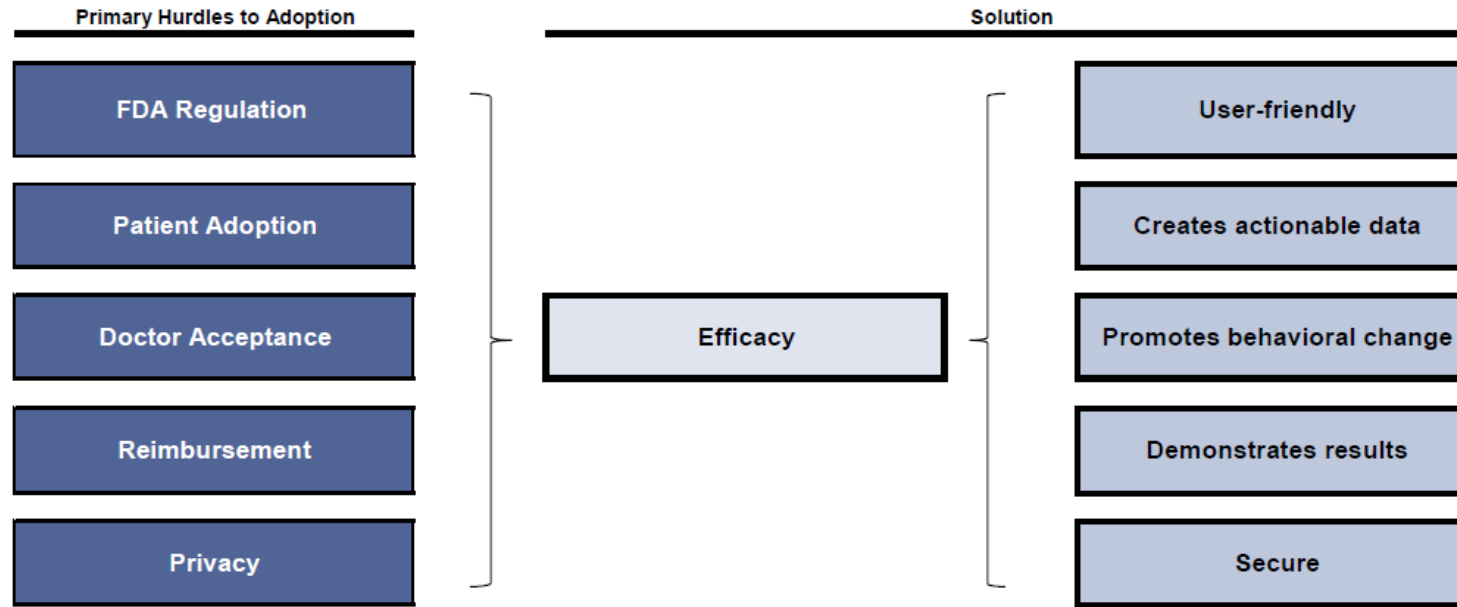 Primary Hurdles to Adoption
Solution
FDA Regulation
Patient Adoption
Doctor Acceptance
Reimbursement
Privacy
Efficacy
User-friendly
Creates actionable data
Promotes behavioral change
Demonstrates results
Secure